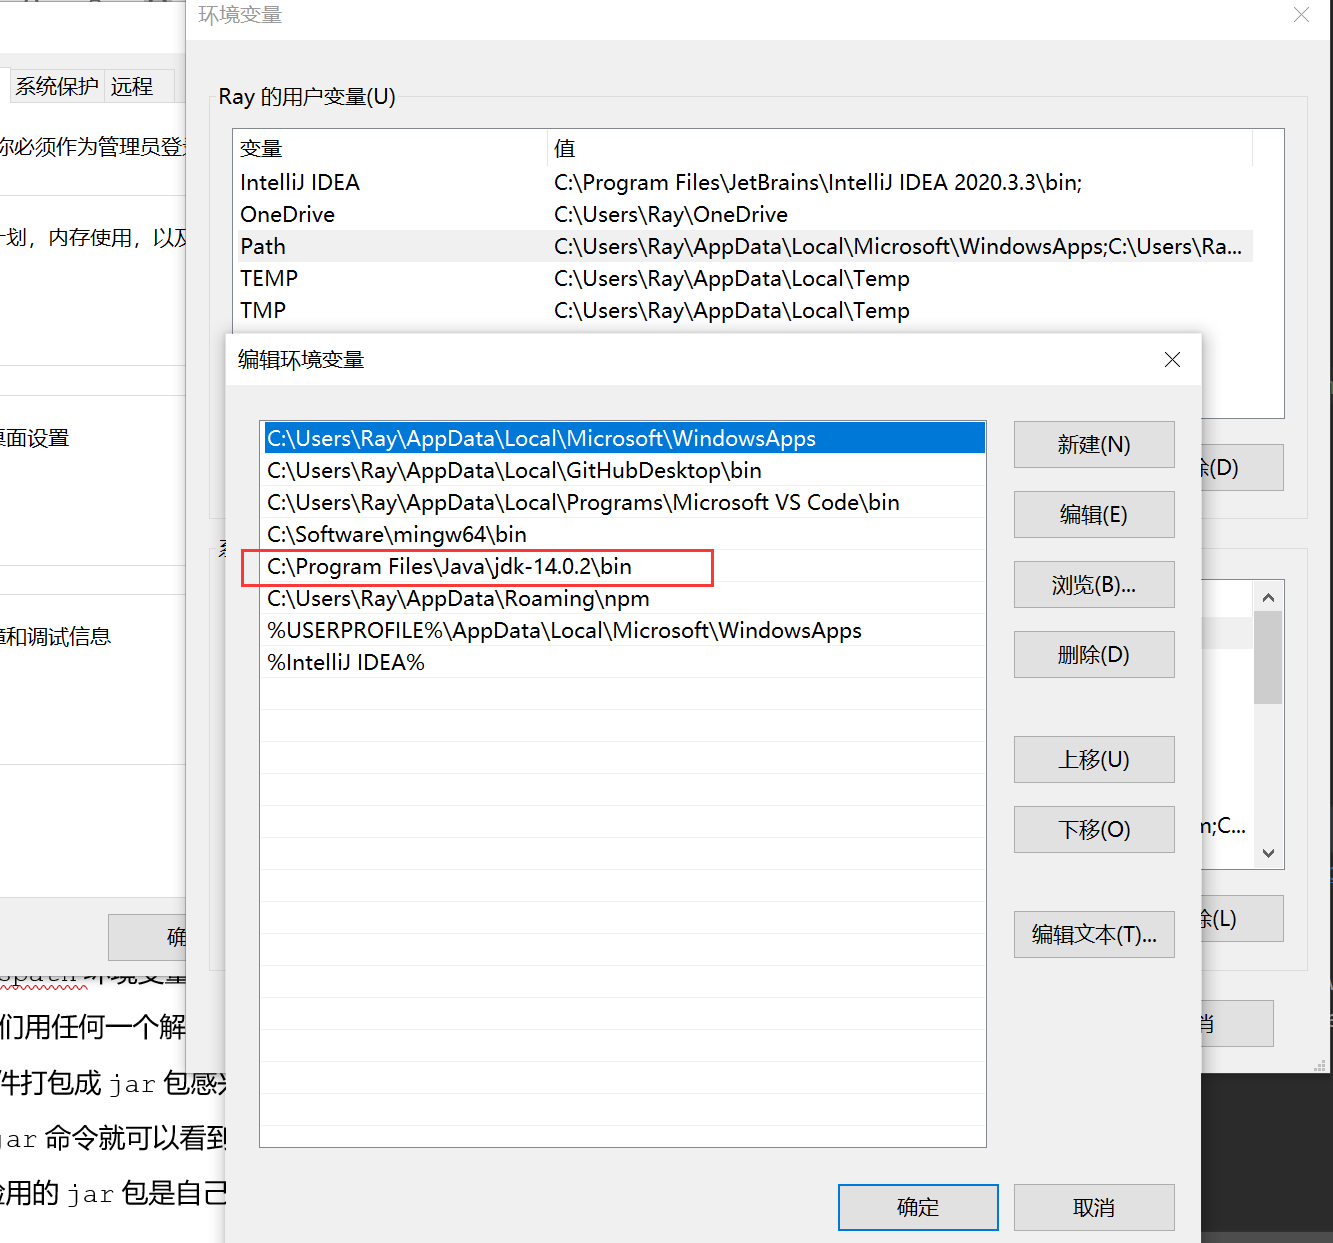 环境变量
系统保护 远程
Ray 的用户变量(U)
变量 值
你必须作为管理员登
IntelliJ IDEA C:\Program Files\JetBrains\IntelliJ IDEA 2020.3.3\bin;
OneDrive C:\Users\Ray\OneDrive
划，内存使用，以及
Path C:\Users\Ray\AppData\Local\Microsoft\WindowsApps;C:\Users\Ra...
TEMP C:\Users\Ray\AppData\Local\Temp
TMP C:\Users\Ray\AppData\Local\Temp
编辑环境变量
C:\Users\Ray\AppData\Local\Microsoft\WindowsApps
新建(N)
面设置
C:\Users\Ray\AppData\Local\GitHubDesktop\bin
(D)
C:\Users\Ray\AppData\Local\Programs\Microsoft VS Code\bin
编辑(E)
C:\Software\mingw64\bin
C:\Program Files\Java\jdk-14.0.2\bin
浏览(B)...
C:\Users\Ray\AppData\Roaming\npm
%USERPROFILE%\AppData\Local\Microsoft\WindowsApps
和调试信息
删除(D)
%IntelliJ IDEA%
上移(U)
下移(O)
;C...
(L)
编辑文本(T)...
确
环境变量
们用任何一个解
件打包成 jar 包感
jar 命令就可以看到
用的 jar 包是自己
确定
取消